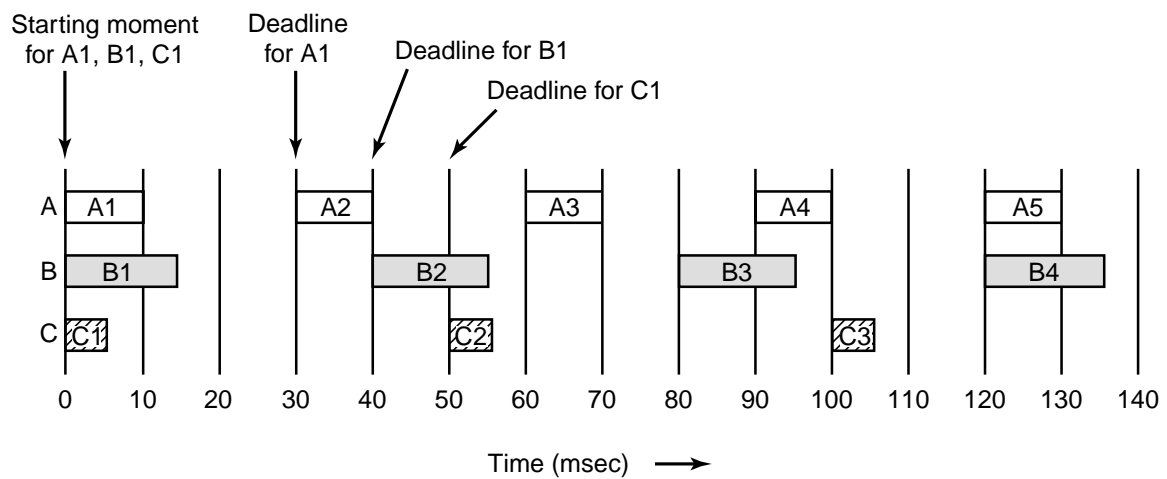 Starting moment
for A1, B1, C1
Deadline
for A1
Deadline for B1
Deadline for C1
A A1 A2 A3 A4 A5
B B1 B2 B3 B4
C C1 C2 C3
0 10 20 30 40 50 60 70 80 90 100 110 120 130 140
Time (msec)